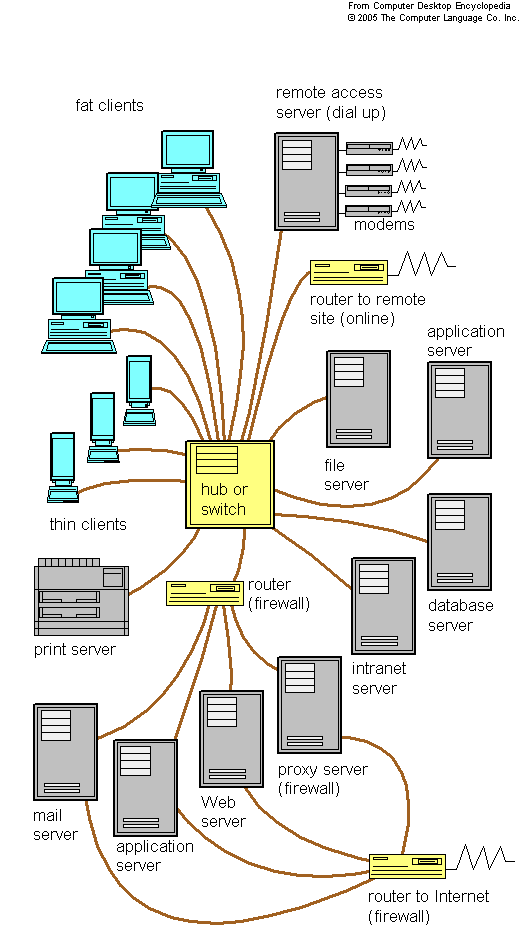 From Computer Desktop Encyclopedia
© 2005 The Computer Language Co. Inc.
fat clients
remote access
server (dial up)
modems
router to remote
site (online)
application
server
file
server
hub or
switch
thin clients
database
server
router
(firewall)
print server
intranet
server
proxy server
(firewall)
Web
server
mail
server
application
server
router to Internet
(firewall)